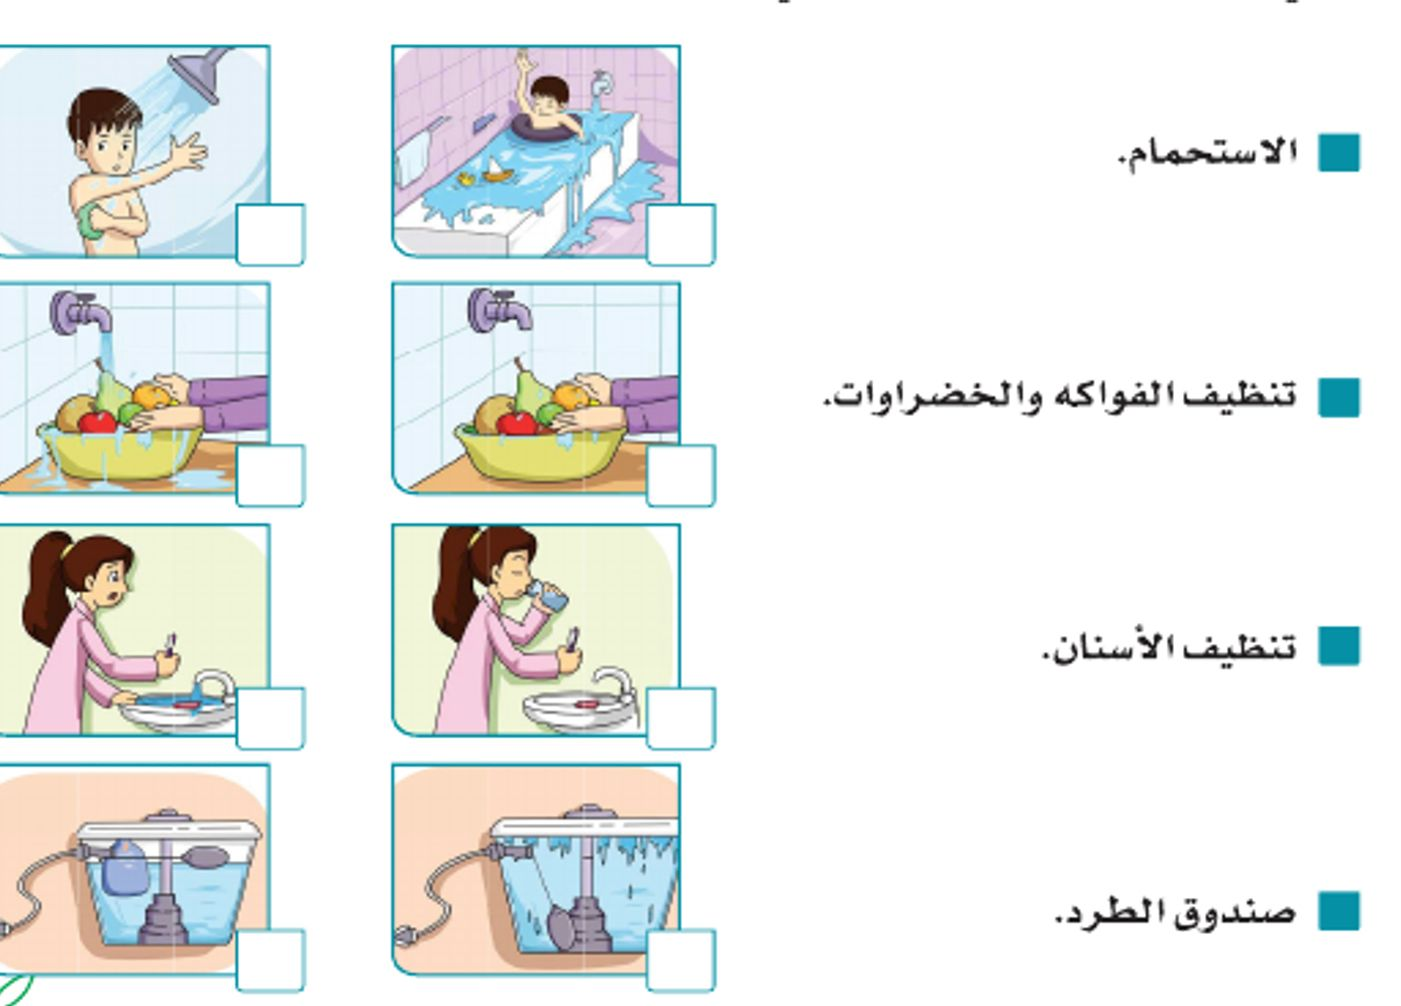 الاستحمام.
تنظيف الفواكه والخضراوات.
تنظيف الأسنان.
صندوق الطرد.